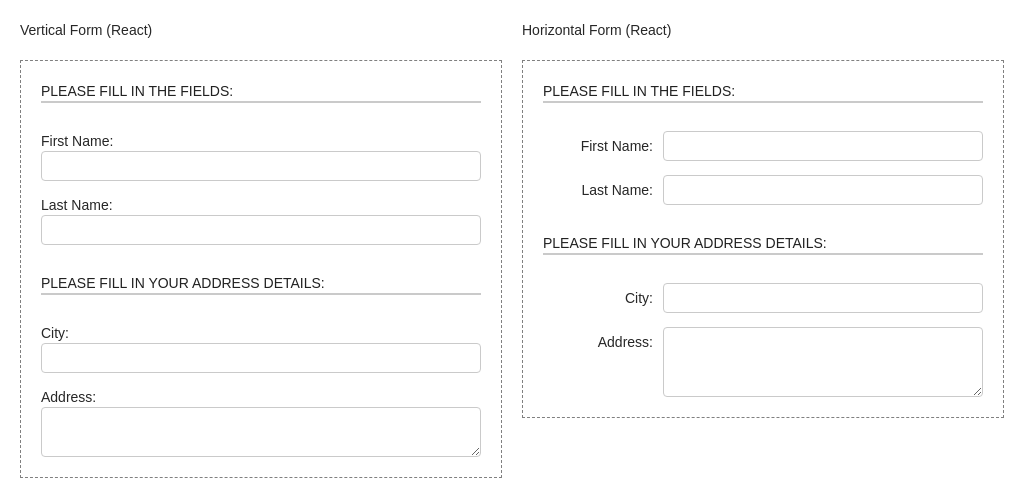 Vertical Form (React)
PLEASE FILL IN THE FIELDS:
First Name:
Last Name:
PLEASE FILL IN YOUR ADDRESS DETAILS:
City:
Address:
Horizontal Form (React)
PLEASE FILL IN THE FIELDS:
First Name:
Last Name:
PLEASE FILL IN YOUR ADDRESS DETAILS:
City:
Address: